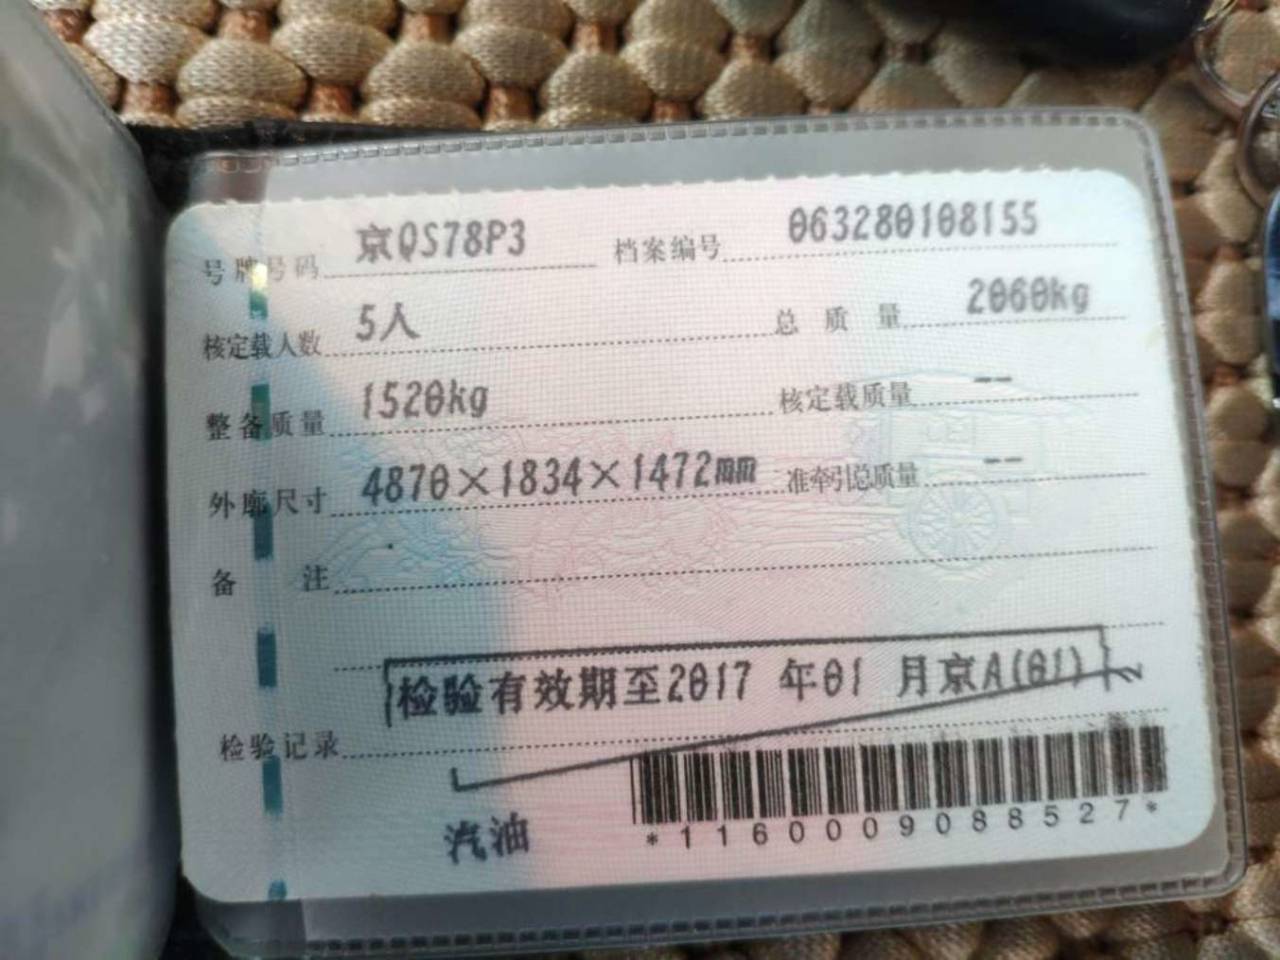 号牌号码 京QS78P3 档案编号 063280108155
核定载人数 5人 总质量 2060kg
整备质量 1520kg 核定载质量 --
外廓尺寸 4870×1834×1472mm 准牵引总质量 --
备注
检验有效期至2017年01月京A(01)
检验记录
汽油
*1160009088527*